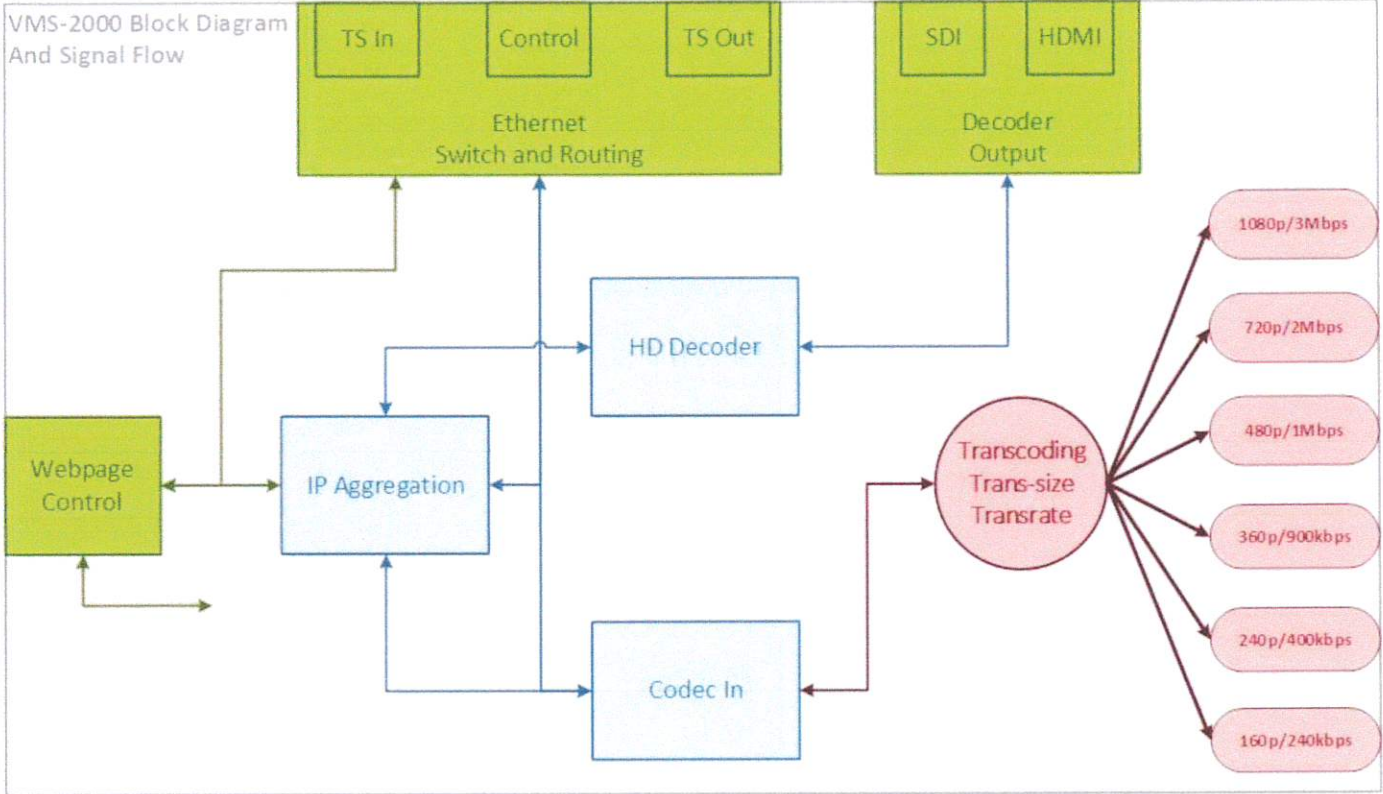 VMS-2000 Block Diagram
And Signal Flow
TS In
Control
TS Out
Ethernet
Switch and Routing
SDI
HDMI
Decoder
Output
HD Decoder
Webpage
Control
IP Aggregation
Codec In
Transcoding
Trans-size
Transrate
1080p/3Mbps
720p/2Mbps
480p/1Mbps
360p/900kbps
240p/400kbps
160p/240kbps